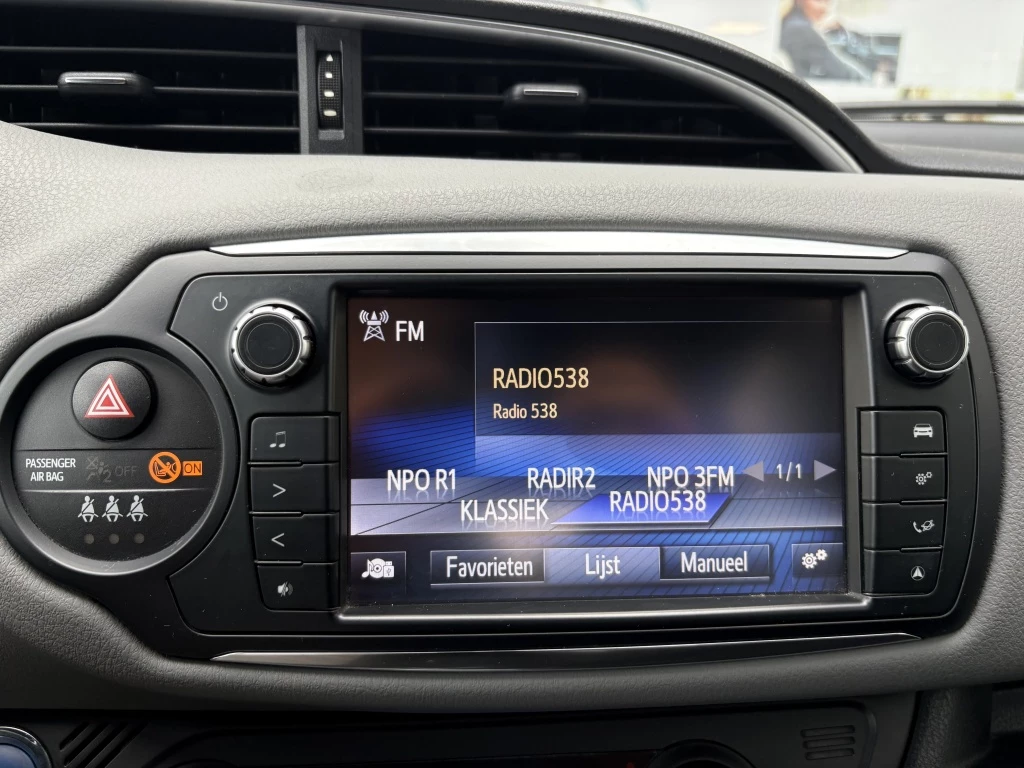 FM
RADIO538
Radio 538
NPO R1 RADIR2 NPO 3FM 1/1
KLASSIEK RADIO538
Favorieten Lijst Manueel
PASSENGER
AIR BAG
2 OFF
ON
>
<